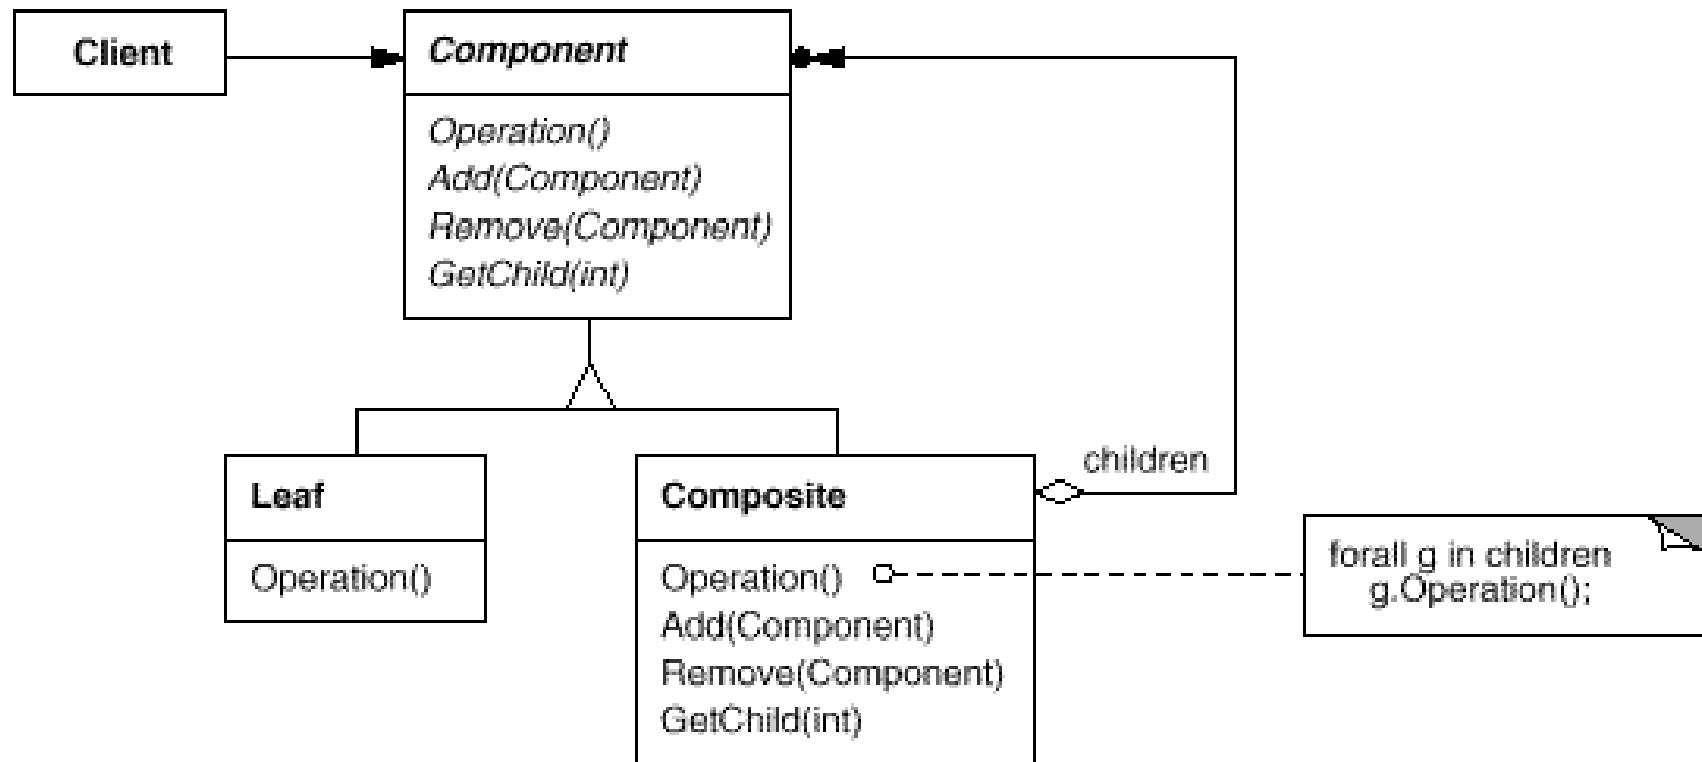 Client
Component
Operation()
Add(Component)
Remove(Component)
GetChild(int)
Leaf
Operation()
Composite
Operation()
Add(Component)
Remove(Component)
GetChild(int)
children
forall g in children
g.Operation();